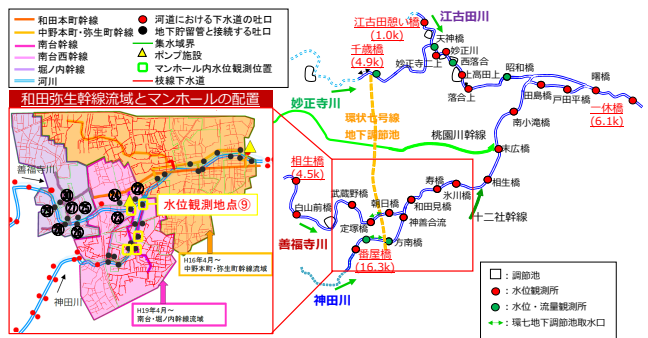 和田本町幹線
中野本町・弥生町幹線
南台幹線
南台西幹線
堀ノ内幹線
河川
河道における下水道の吐口
地下貯留管と接続する吐口
集水域界
ポンプ施設
マンホール内水位観測位置
枝線下水道
和田弥生幹線流域とマンホールの配置
善福寺川
水位観測地点⑨
神田川
H16年4月～
中野本町・弥生町幹線流域
H19年4月～
南台・堀ノ内幹線流域
江古田憩い橋
(1.0k)
江古田川
千歳橋
(4.9k)
天神橋
妙正川
妙正寺二上
西落合
上高田上
昭和橋
落合上
妙正寺川
田島橋
戸田平橋
曙橋
一休橋
(6.1k)
南小滝橋
環状七号線
地下調節池
桃園川幹線
末広橋
相生橋
(4.5k)
白山前橋
武蔵野橋
朝日橋
定塚橋
寿橋
氷川橋
相生橋
和田見橋
神善合流
方南橋
十二社幹線
善福寺川
番屋橋
(16.3k)
神田川
：調節池
：水位観測所
：水位・流量観測所
：環七地下調節池取水口